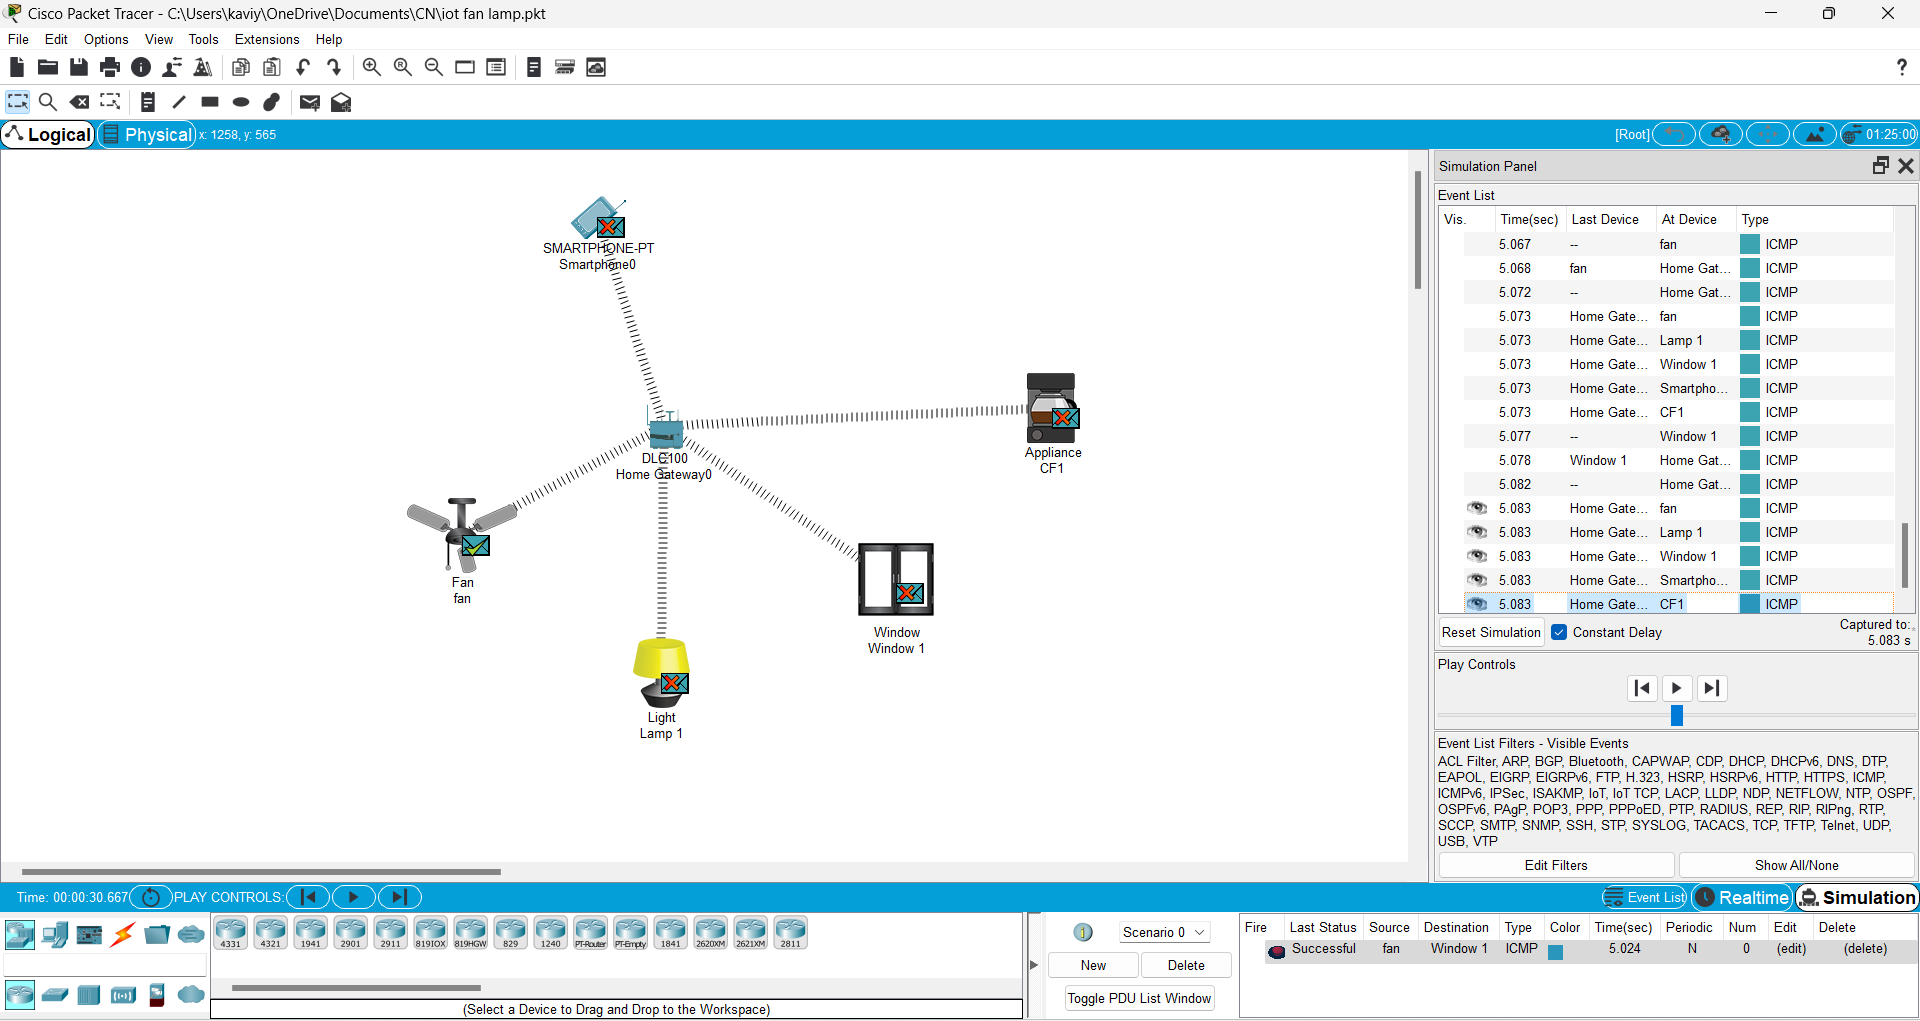 Cisco Packet Tracer - C:\Users\kaviy\OneDrive\Documents\CN\iot fan lamp.pkt
File Edit Options View Tools Extensions Help
Logical Physical x: 1258, y: 565 [Root] 01:25:00
SMARTPHONE-PT
Smartphone0
DLC100
Home Gateway0
Appliance
CF1
Fan
fan
Window
Window 1
Light
Lamp 1
Simulation Panel
Event List
Vis. Time(sec) Last Device At Device Type
5.067 -- fan ICMP
5.068 fan Home Gat... ICMP
5.072 -- Home Gat... ICMP
5.073 Home Gate... fan ICMP
5.073 Home Gate... Lamp 1 ICMP
5.073 Home Gate... Window 1 ICMP
5.073 Home Gate... Smartpho... ICMP
5.073 Home Gate... CF1 ICMP
5.077 -- Window 1 ICMP
5.078 Window 1 Home Gat... ICMP
5.082 -- Home Gat... ICMP
5.083 Home Gate... fan ICMP
5.083 Home Gate... Lamp 1 ICMP
5.083 Home Gate... Window 1 ICMP
5.083 Home Gate... Smartpho... ICMP
5.083 Home Gate... CF1 ICMP
Reset Simulation Constant Delay Captured to:
5.083 s
Play Controls
Event List Filters - Visible Events
ACL Filter, ARP, BGP, Bluetooth, CAPWAP, CDP, DHCP, DHCPv6, DNS, DTP,
EAPOL, EIGRP, EIGRPv6, FTP, H.323, HSRP, HSRPv6, HTTP, HTTPS, ICMP,
ICMPv6, IPSec, ISAKMP, IoT, IoT TCP, LACP, LLDP, NDP, NETFLOW, NTP, OSPF,
OSPFv6, PAgP, POP3, PPP, PPPoED, PTP, RADIUS, REP, RIP, RIPng, RTP,
SCCP, SMTP, SNMP, SSH, STP, SYSLOG, TACACS, TCP, TFTP, Telnet, UDP,
USB, VTP
Edit Filters Show All/None
Time: 00:00:30.667 PLAY CONTROLS: Event List Realtime Simulation
4331 4321 1941 2901 2911 819IOX 819HGW 829 1240 PT-Router PT-Empty 1841 2620XM 2621XM 2811
(Select a Device to Drag and Drop to the Workspace)
Scenario 0
New Delete
Toggle PDU List Window
Fire Last Status Source Destination Type Color Time(sec) Periodic Num Edit Delete
Successful fan Window 1 ICMP 5.024 N 0 (edit) (delete)